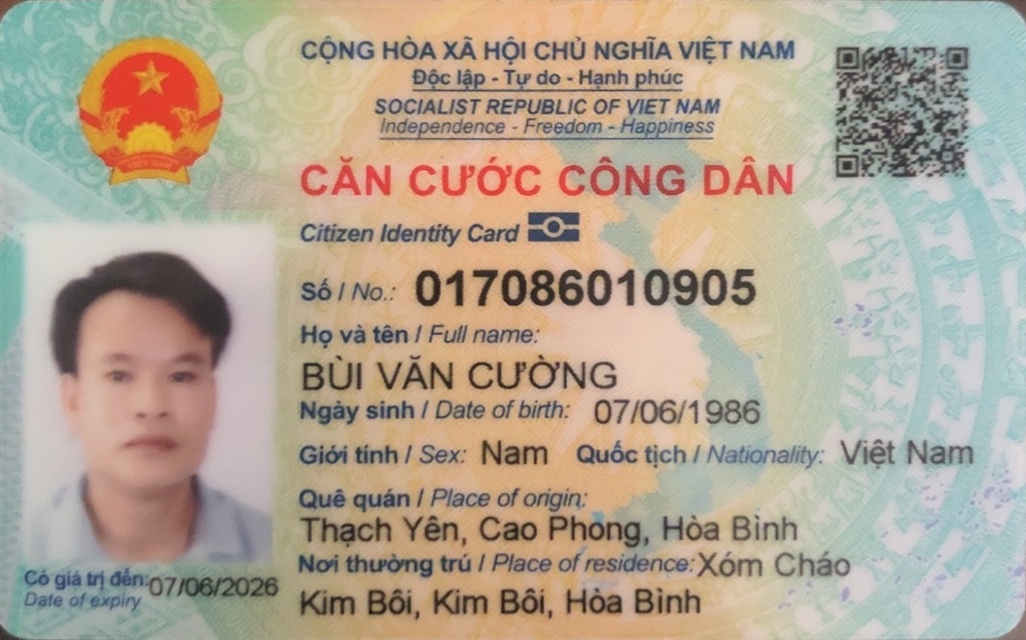 CỘNG HÒA XÃ HỘI CHỦ NGHĨA VIỆT NAM
Độc lập - Tự do - Hạnh phúc
SOCIALIST REPUBLIC OF VIET NAM
Independence - Freedom - Happiness
VIỆT NAM
CĂN CƯỚC CÔNG DÂN
Citizen Identity Card
Số / No.: 017086010905
Họ và tên / Full name:
BÙI VĂN CƯỜNG
Ngày sinh / Date of birth: 07/06/1986
Giới tính / Sex: Nam Quốc tịch / Nationality: Việt Nam
Quê quán / Place of origin:
Thạch Yên, Cao Phong, Hòa Bình
Nơi thường trú / Place of residence: Xóm Cháo
Kim Bôi, Kim Bôi, Hòa Bình
Có giá trị đến: 07/06/2026
Date of expiry